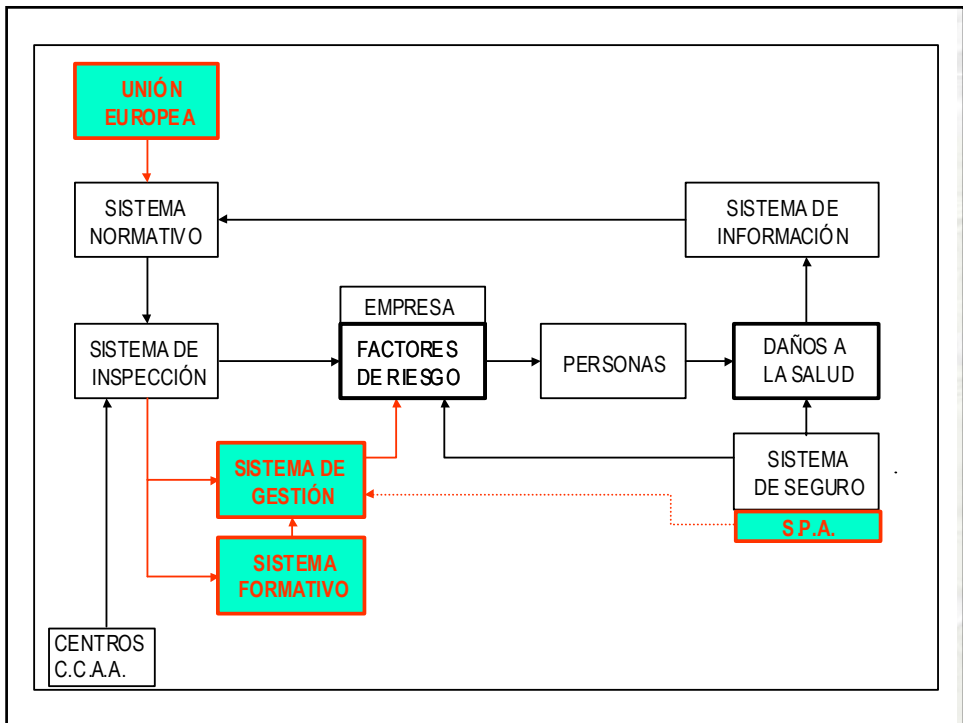 UNIÓN
EUROPEA
SISTEMA
NORMATIVO
SISTEMA DE
INFORMACIÓN
EMPRESA
SISTEMA DE
INSPECCIÓN
FACTORES
DE RIESGO
PERSONAS
DAÑOS A
LA SALUD
SISTEMA DE
GESTIÓN
SISTEMA
DE SEGURO
S.P.A.
SISTEMA
FORMATIVO
CENTROS
C.C.A.A.